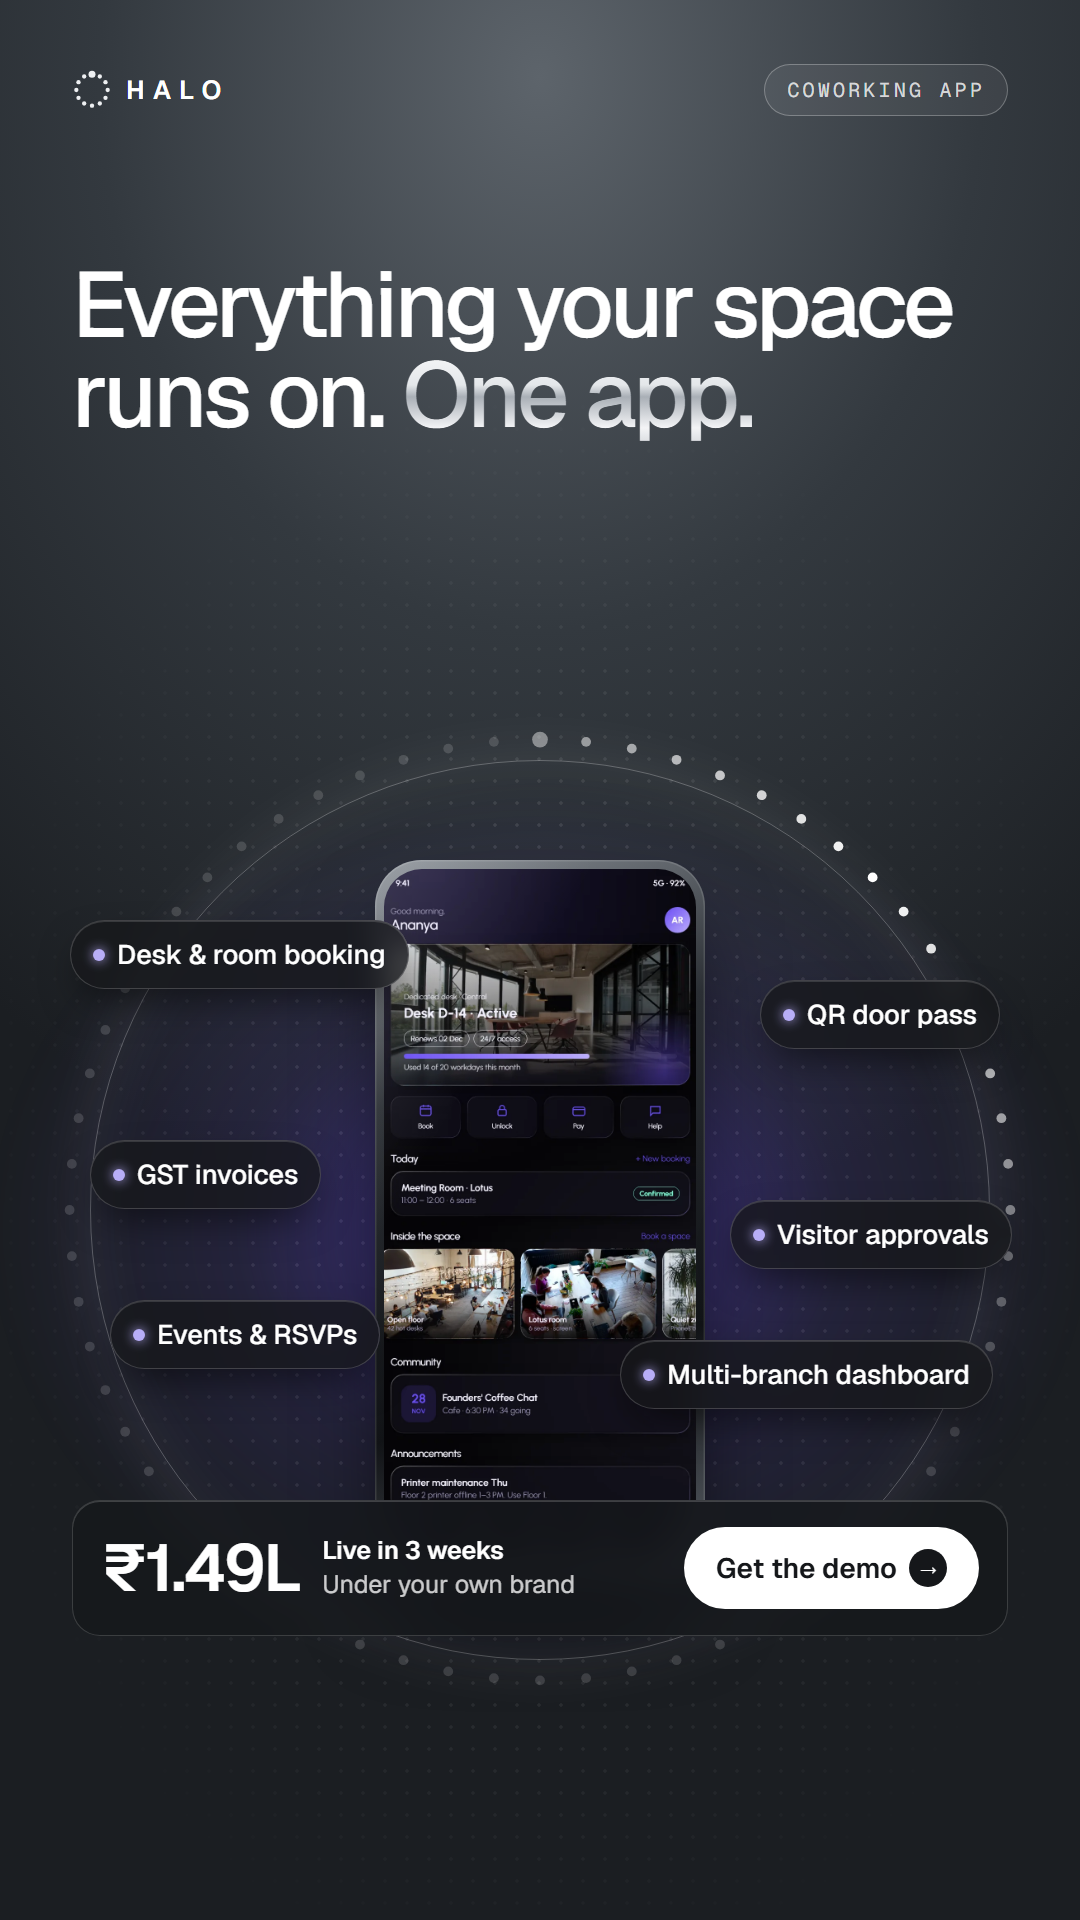 HALO
COWORKING APP
Everything your space
runs on. One app.
9:41
5G · 92%
Good morning,
Ananya
AR
Desk & room booking
Dedicated desk · Central
Desk D-14 · Active
Renews 02 Dec
24/7 access
Used 14 of 20 workdays this month
QR door pass
Book
Unlock
Pay
Help
GST invoices
Today
+ New booking
Meeting Room · Lotus
11:00 – 12:00 · 6 seats
Confirmed
Visitor approvals
Inside the space
Book a space
Open floor
42 hot desks
Lotus room
6 seats · screen
Events & RSVPs
Community
Multi-branch dashboard
28
NOV
Founders' Coffee Chat
Cafe · 6:30 PM · 34 going
Announcements
Printer maintenance Thu
Floor 2 printer offline 1–3 PM. Use Floor 1.
₹1.49L
Live in 3 weeks
Under your own brand
Get the demo →